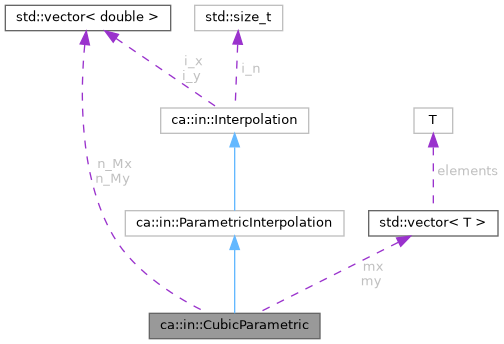 std::vector< double >
std::size_t
i_x
i_y
i_n
ca::in::Interpolation
T
n_Mx
n_My
elements
ca::in::ParametricInterpolation
std::vector< T >
mx
my
ca::in::CubicParametric